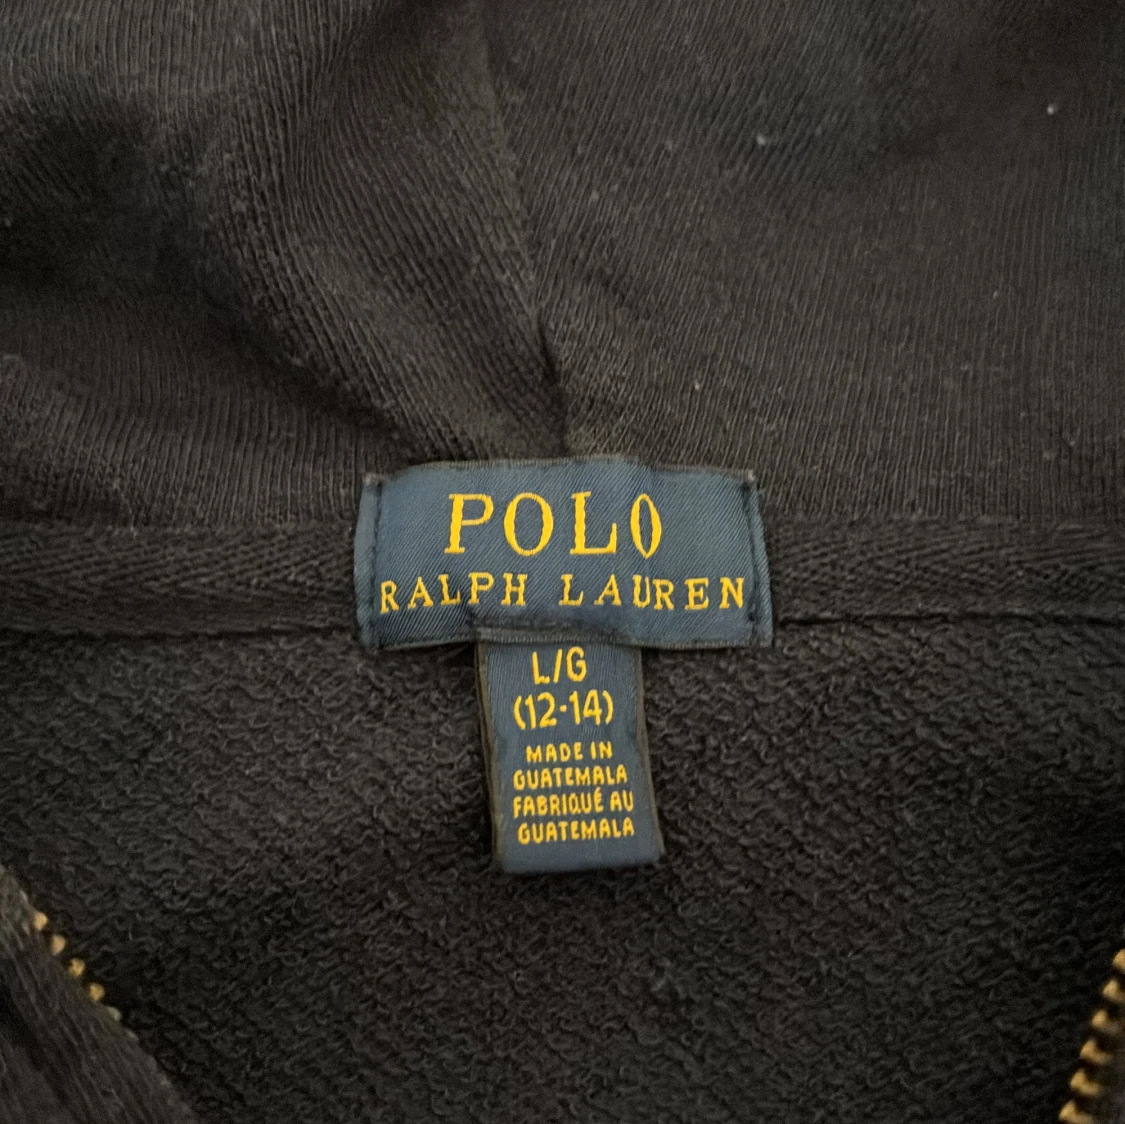 POLO
RALPH LAUREN
L/G
(12-14)
MADE IN
GUATEMALA
FABRIQUÉ AU
GUATEMALA